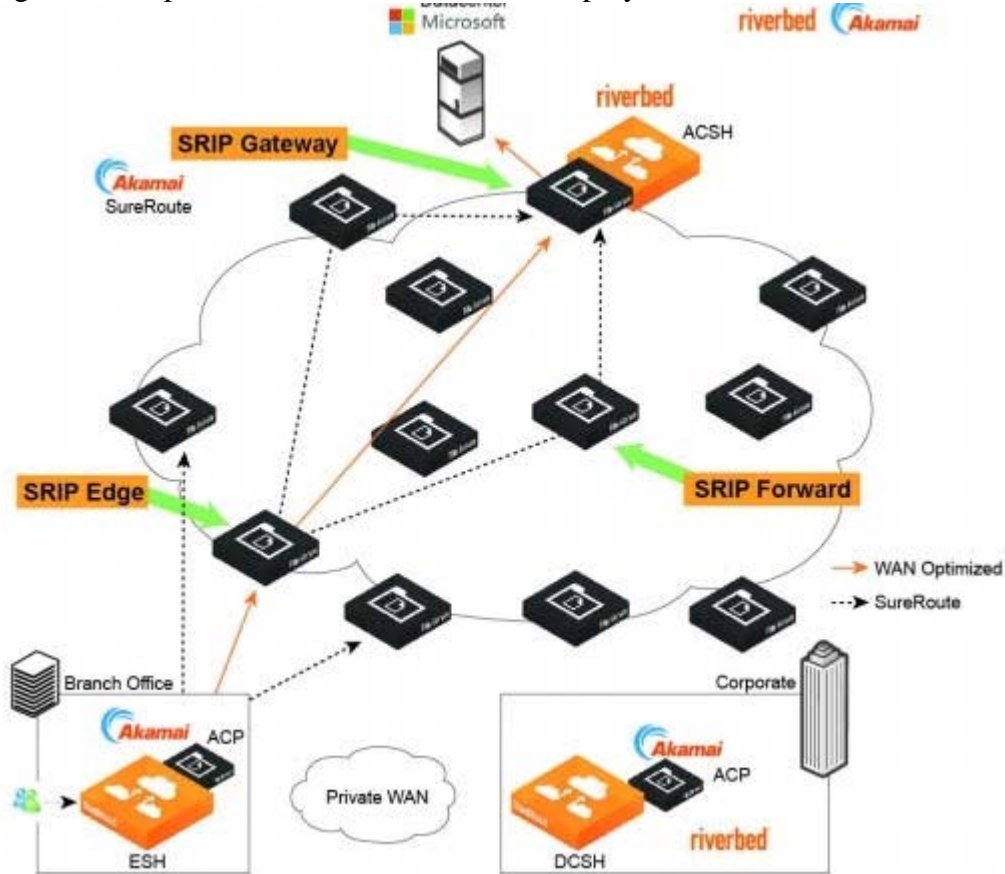 Microsoft
riverbed
Akamai
riverbed
ACSH
SRIP Gateway
Akamai
SureRoute
SRIP Edge
SRIP Forward
WAN Optimized
SureRoute
Branch Office
Corporate
Akamai
ACP
Akamai
ACP
Private WAN
riverbed
ESH
DCSH